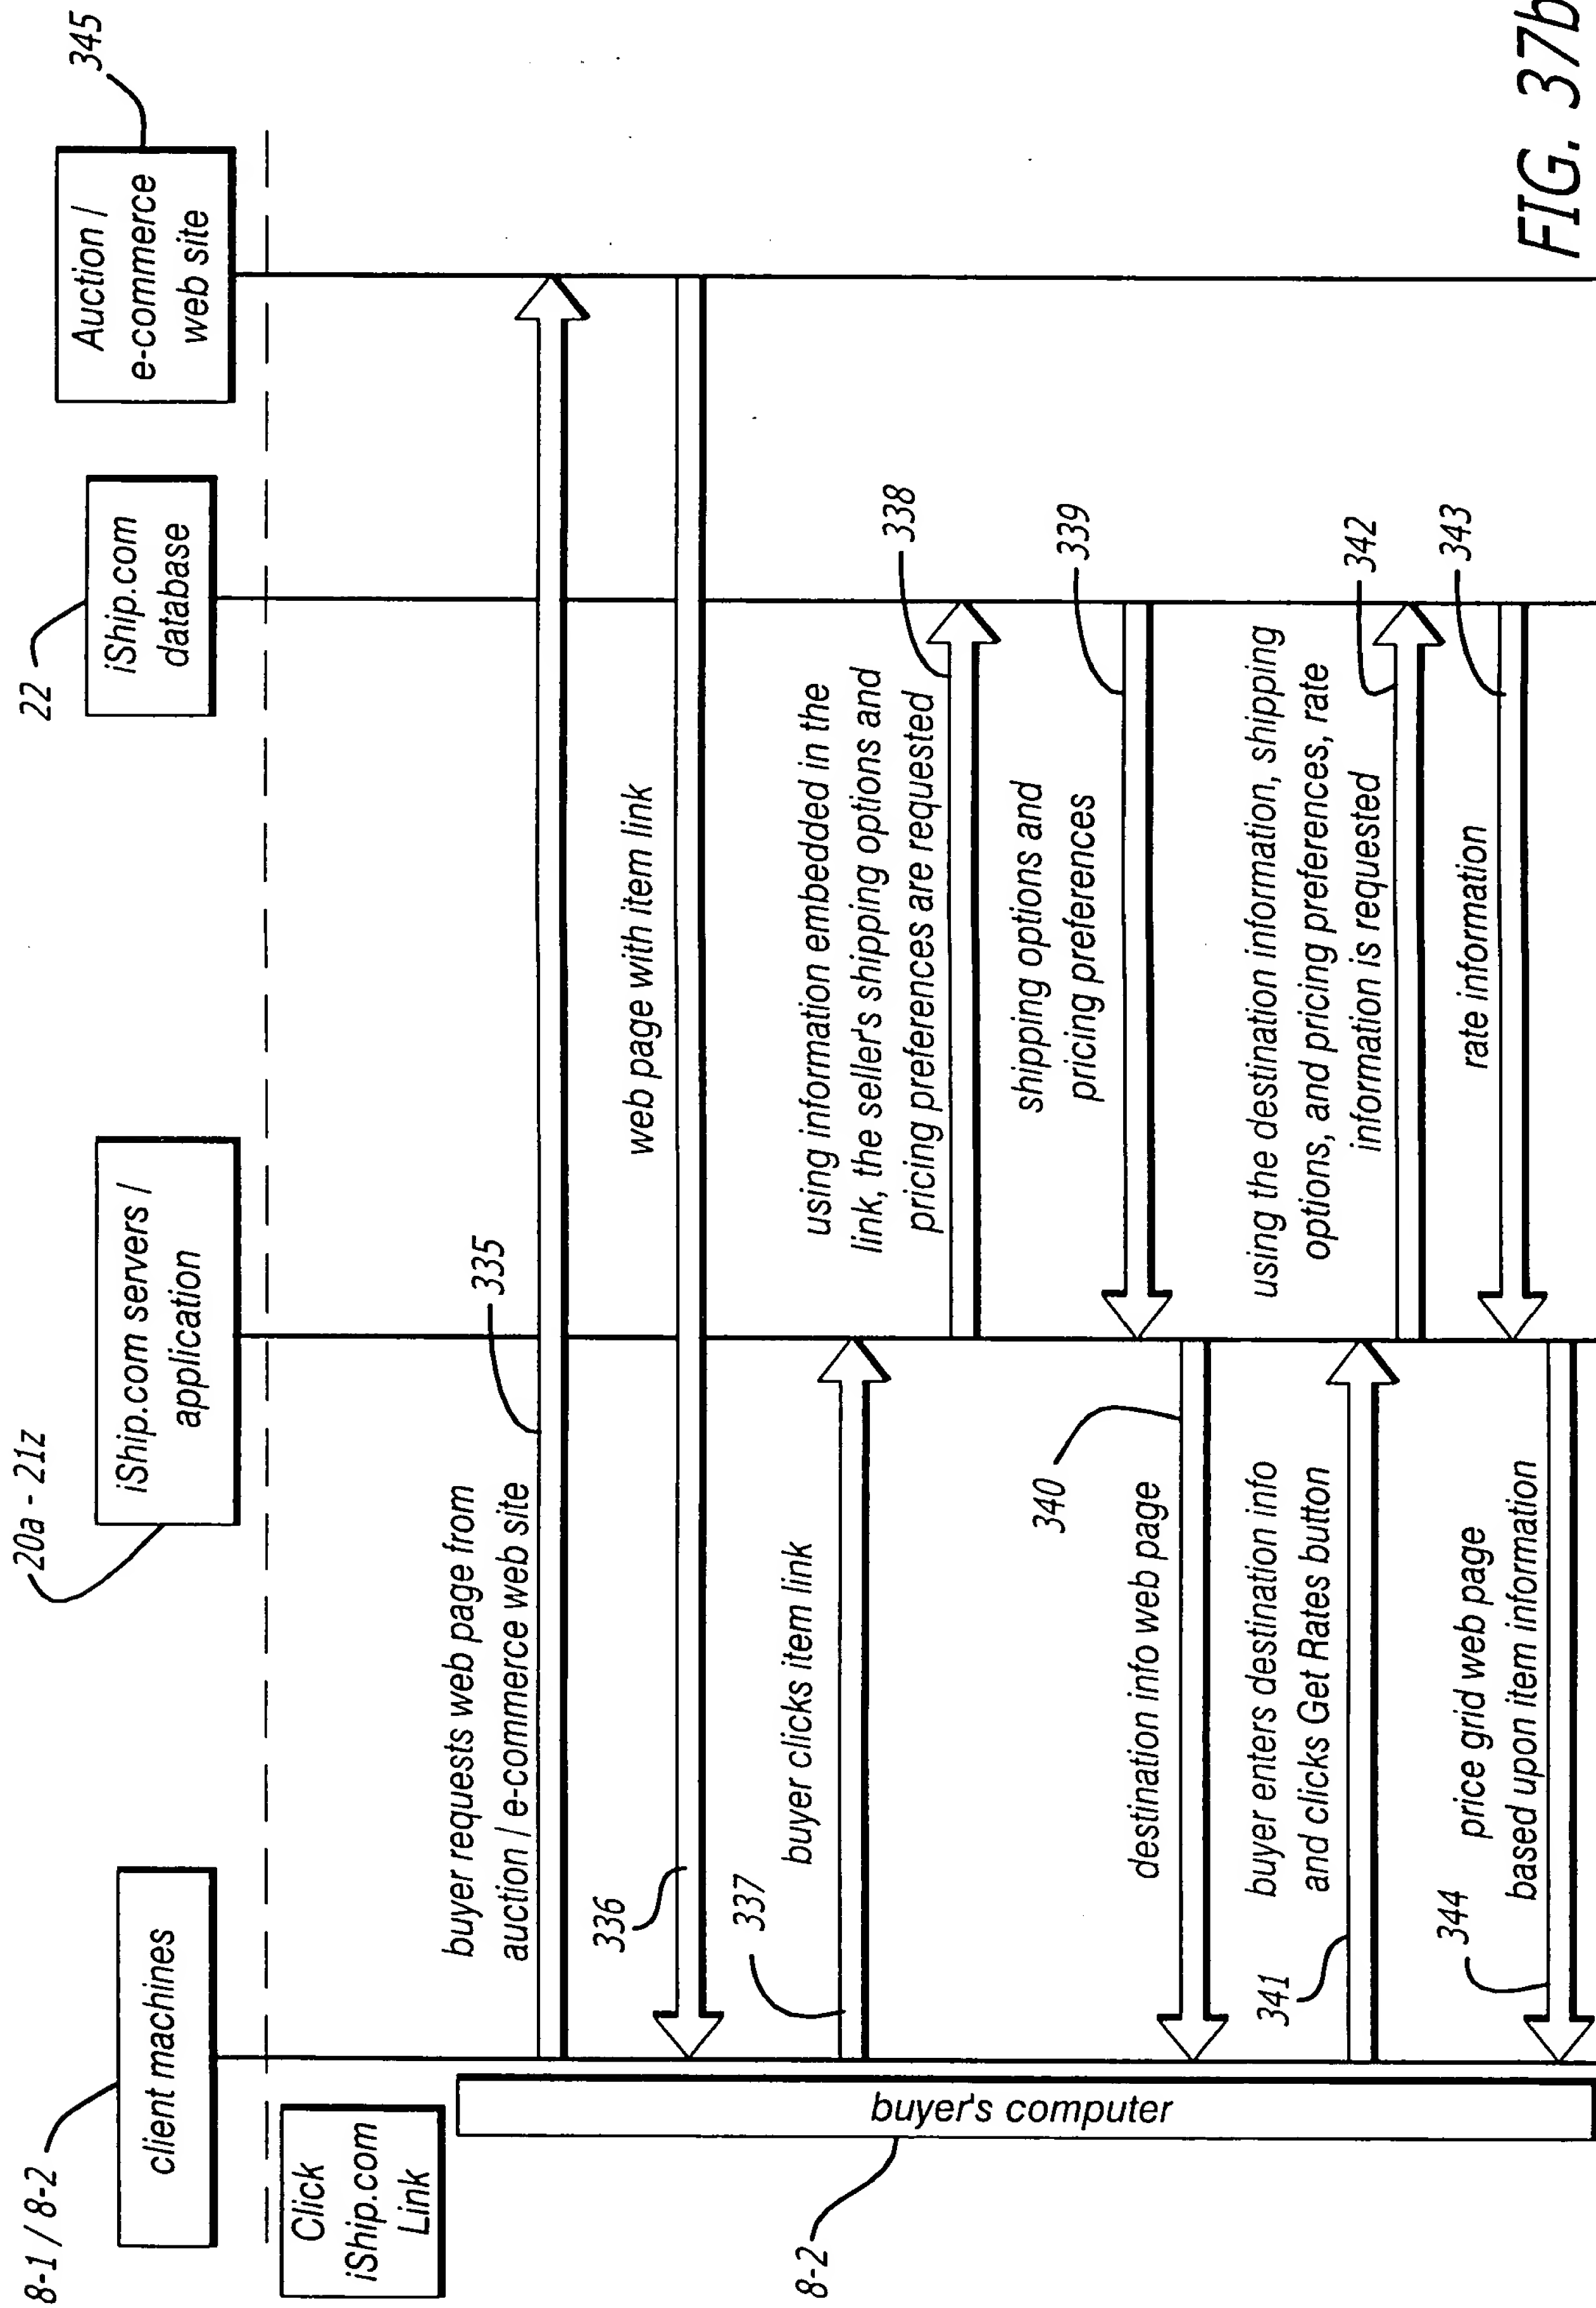 8-1 / 8-2
client machines
20a - 21z
iShip.com servers /
application
22
iShip.com
database
345
Auction /
e-commerce
web site
Click
iShip.com
Link
8-2
buyer's computer
buyer requests web page from
auction / e-commerce web site
335
336
web page with item link
337
buyer clicks item link
using information embedded in the
link, the seller's shipping options and
pricing preferences are requested
338
shipping options and
pricing preferences
339
340
destination info web page
341
buyer enters destination info
and clicks Get Rates button
using the destination information, shipping
options, and pricing preferences, rate
information is requested
342
rate information
343
344
price grid web page
based upon item information
FIG. 37b